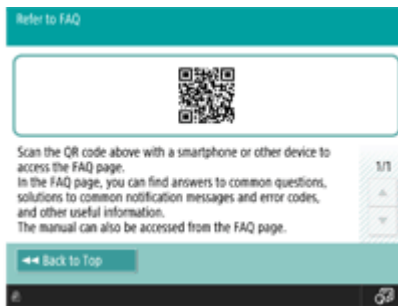 Refer to FAQ
Scan the QR code above with a smartphone or other device to
access the FAQ page.
In the FAQ page, you can find answers to common questions,
solutions to common notification messages and error codes,
and other useful information.
The manual can also be accessed from the FAQ page.
1/1
Back to Top